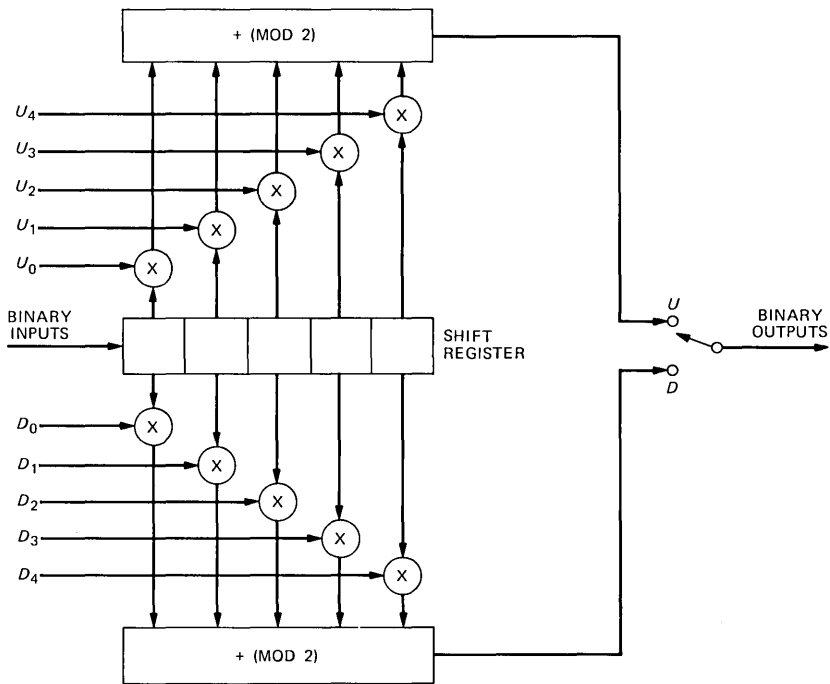 + (MOD 2)
U4
X
U3
X
U2
X
U1
X
U0
X
BINARY
INPUTS
SHIFT
REGISTER
U
BINARY
OUTPUTS
D
D0
X
D1
X
D2
X
D3
X
D4
X
+ (MOD 2)